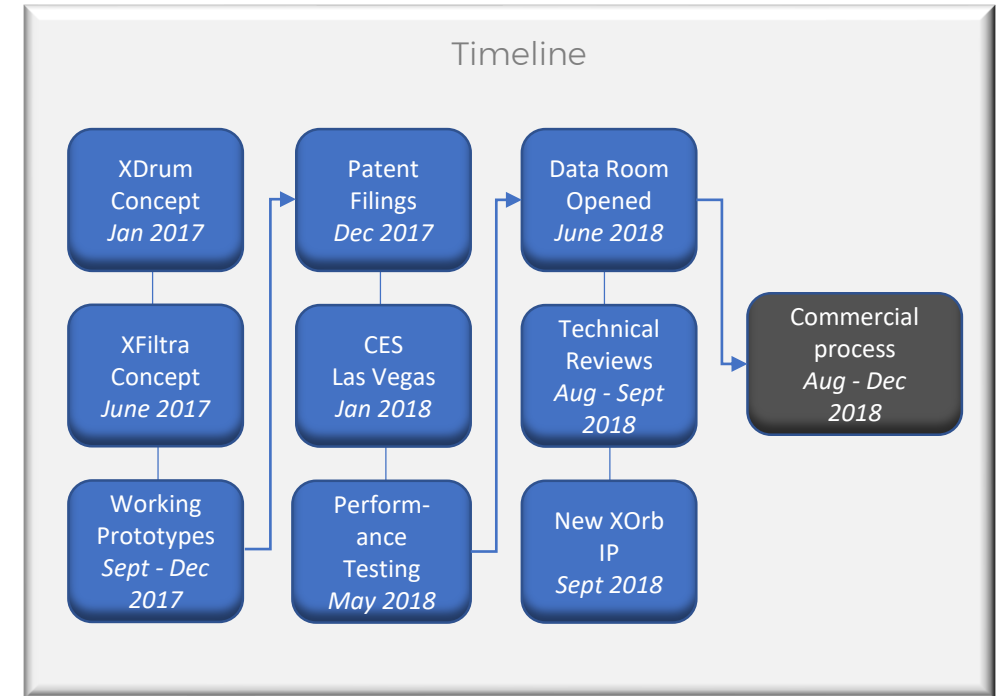 Timeline
XDrum
Concept
Jan 2017
XFiltra
Concept
June 2017
Working
Prototypes
Sept - Dec
2017
Patent
Filings
Dec 2017
CES
Las Vegas
Jan 2018
Perform-
ance
Testing
May 2018
Data Room
Opened
June 2018
Technical
Reviews
Aug - Sept
2018
New XOrb
IP
Sept 2018
Commercial
process
Aug - Dec
2018